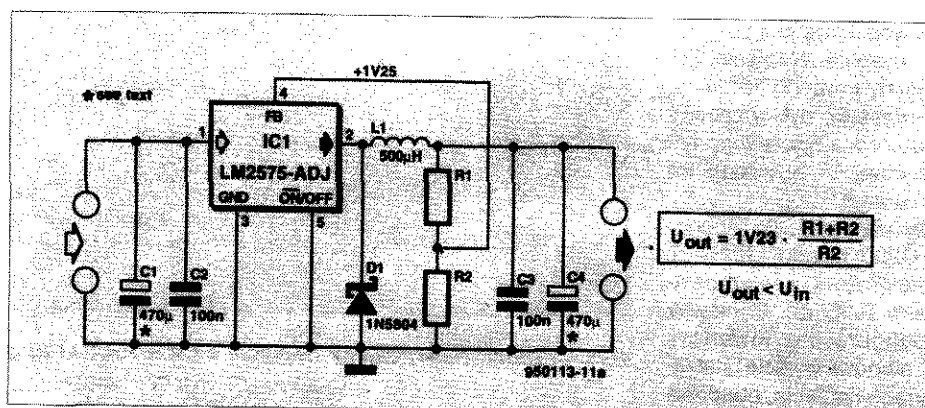 +1V25
4
* see text
FB
1
IC1
2
L1
LM2575-ADJ
500µH
R1
GND
ON/OFF
3
5
Uout = 1V23 · R1+R2
R2
C1
C2
D1
R2
C3
C4
Uout < Uin
470µ
100n
1N5804
100n
470µ
*
*
950113-11a